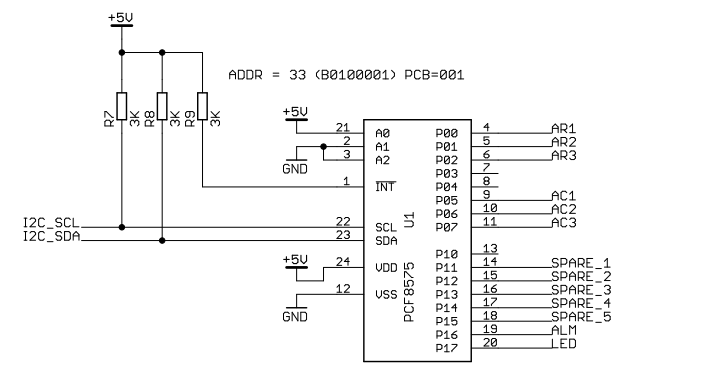 +5V
ADDR = 33 (B0100001) PCB=001
R7 3K R8 3K R9 3K
+5V
21 A0 P00 4 AR1
2 A1 P01 5 AR2
GND 3 A2 P02 6 AR3
P03 7
1 INT P04 8
P05 9 AC1
P06 10 AC2
I2C_SCL 22 SCL U1 P07 11 AC3
I2C_SDA 23 SDA
P10 13
+5V 24 VDD P11 14 SPARE_1
P12 15 SPARE_2
12 VSS PCF8575 P13 16 SPARE_3
GND P14 17 SPARE_4
P15 18 SPARE_5
P16 19 ALM
P17 20 LED